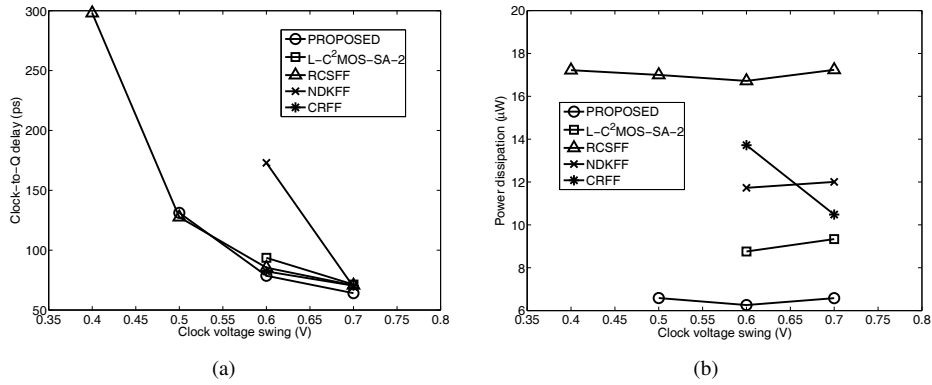 300
250
200
150
100
50
0.35
0.4
0.45
0.5
0.55
0.6
0.65
0.7
0.75
0.8
Clock-to-Q delay (ps)
Clock voltage swing (V)
PROPOSED
L-C²MOS-SA-2
RCSFF
NDKFF
CRFF
(a)
20
18
16
14
12
10
8
6
0.35
0.4
0.45
0.5
0.55
0.6
0.65
0.7
0.75
0.8
Power dissipation (µW)
Clock voltage swing (V)
PROPOSED
L-C²MOS-SA-2
RCSFF
NDKFF
CRFF
(b)